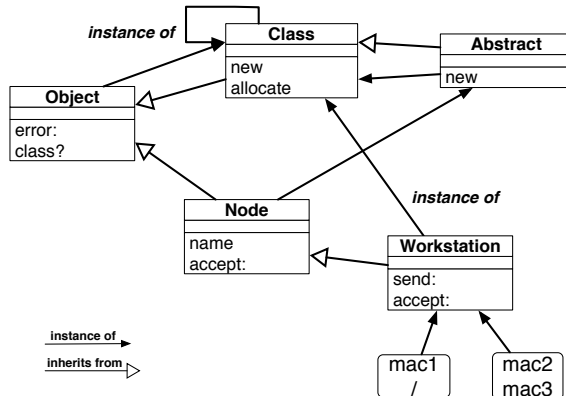 instance of
Class
new
allocate
Abstract
new
Object
error:
class?
instance of
Node
name
accept:
Workstation
send:
accept:
instance of
inherits from
mac1
/
mac2
mac3